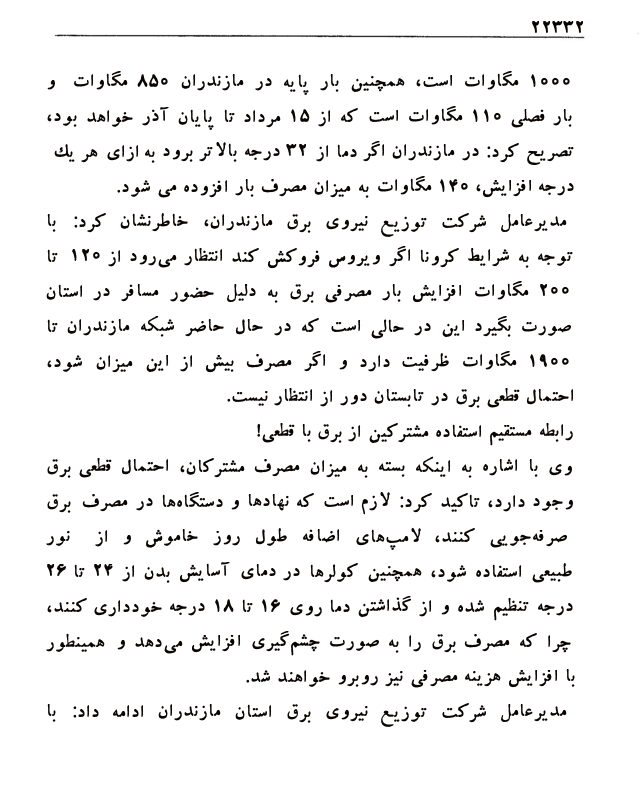 ۲۲۳۳۲
۱۰۰۰ مگاوات است، همچنین بار پایه در مازندران ۸۵۰ مگاوات و
بار فصلی ۱۱۰ مگاوات است که از ۱۵ مرداد تا پایان آذر خواهد بود،
تصریح کرد: در مازندران اگر دما از ۳۲ درجه بالاتر برود به ازای هر یك
درجه افزایش، ۱۴۰ مگاوات به میزان مصرف بار افزوده می شود.
مدیرعامل شرکت توزیع نیروی برق مازندران، خاطرنشان کرد: با
توجه به شرایط کرونا اگر ویروس فروکش کند انتظار می‌رود از ۱۲۰ تا
۲۰۰ مگاوات افزایش بار مصرفی برق به دلیل حضور مسافر در استان
صورت بگیرد این در حالی است که در حال حاضر شبکه مازندران تا
۱۹۰۰ مگاوات ظرفیت دارد و اگر مصرف بیش از این میزان شود،
احتمال قطعی برق در تابستان دور از انتظار نیست.
رابطه مستقیم استفاده مشترکین از برق با قطعی!
وی با اشاره به اینکه بسته به میزان مصرف مشترکان، احتمال قطعی برق
وجود دارد، تاکید کرد: لازم است که نهادها و دستگاه‌ها در مصرف برق
صرفه‌جویی کنند، لامپ‌های اضافه طول روز خاموش و از نور
طبیعی استفاده شود، همچنین کولرها در دمای آسایش بدن از ۲۴ تا ۲۶
درجه تنظیم شده و از گذاشتن دما روی ۱۶ تا ۱۸ درجه خودداری کنند،
چرا که مصرف برق را به صورت چشم‌گیری افزایش می‌دهد و همینطور
با افزایش هزینه مصرفی نیز روبرو خواهند شد.
مدیرعامل شرکت توزیع نیروی برق استان مازندران ادامه داد: با